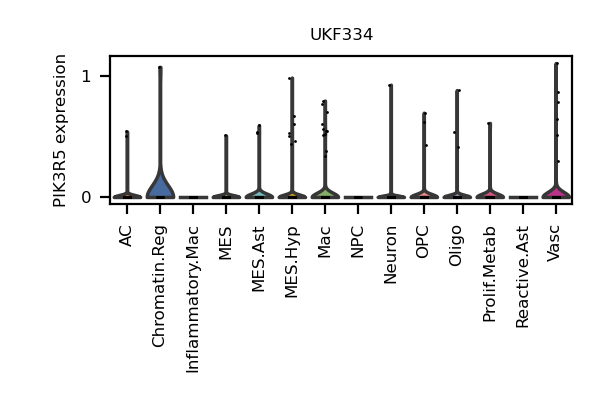 UKF334
PIK3R5 expression
1
0
AC
Chromatin.Reg
Inflammatory.Mac
MES
MES.Ast
MES.Hyp
Mac
NPC
Neuron
OPC
Oligo
Prolif.Metab
Reactive.Ast
Vasc